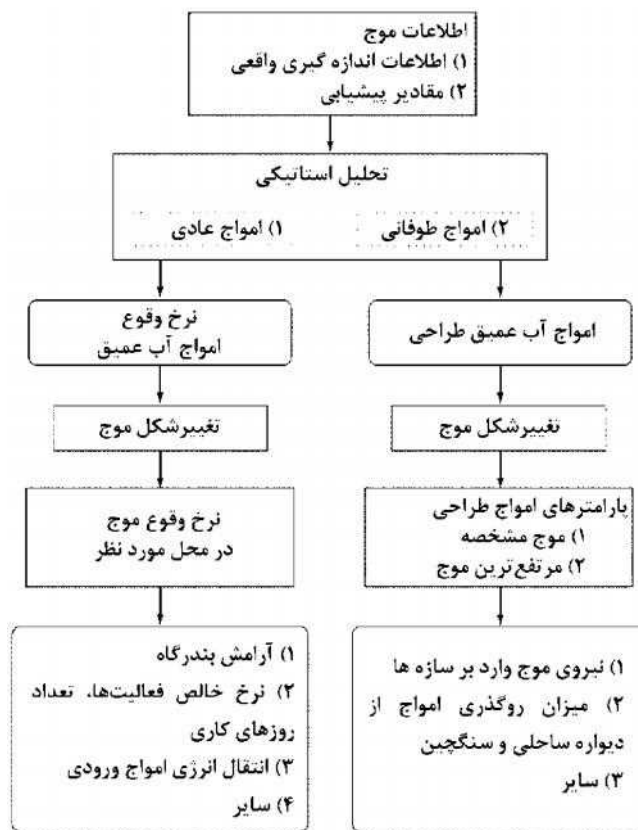 اطلاعات موج
۱) اطلاعات اندازه گیری واقعی
۲) مقادیر پیشیابی
تحلیل استاتیکی
۲) امواج طوفانی
۱) امواج عادی
امواج آب عمیق طراحی
نرخ وقوع
امواج آب عمیق
تغییرشکل موج
تغییرشکل موج
پارامترهای امواج طراحی
۱) موج مشخصه
۲) مرتفع‌ترین موج
نرخ وقوع موج
در محل مورد نظر
۱) نیروی موج وارد بر سازه ها
۲) میزان روگذری امواج از
دیواره ساحلی و سنگچین
۳) سایر
۱) آرامش بندرگاه
۲) نرخ خالص فعالیت‌ها، تعداد
روزهای کاری
۳) انتقال انرژی امواج ورودی
۴) سایر